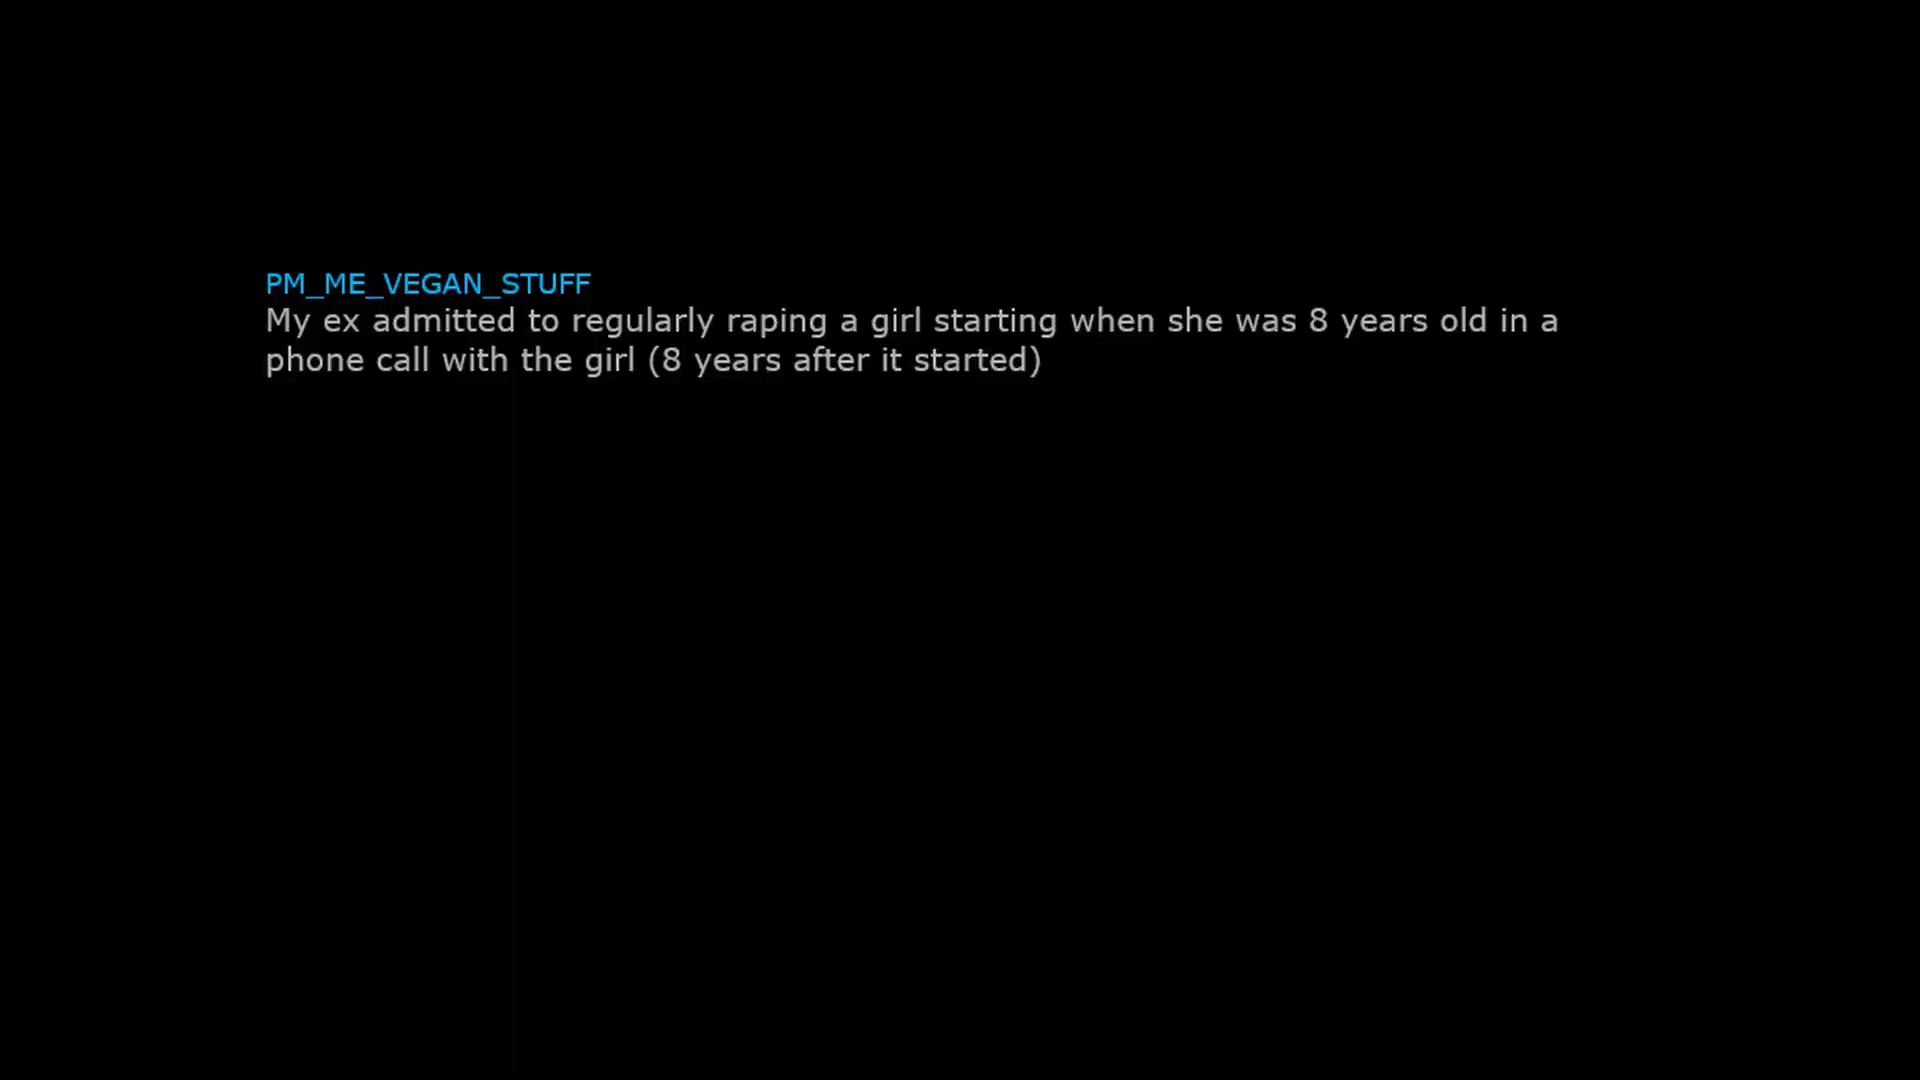 PM_ME_VEGAN_STUFF
My ex admitted to regularly raping a girl starting when she was 8 years old in a
phone call with the girl (8 years after it started)